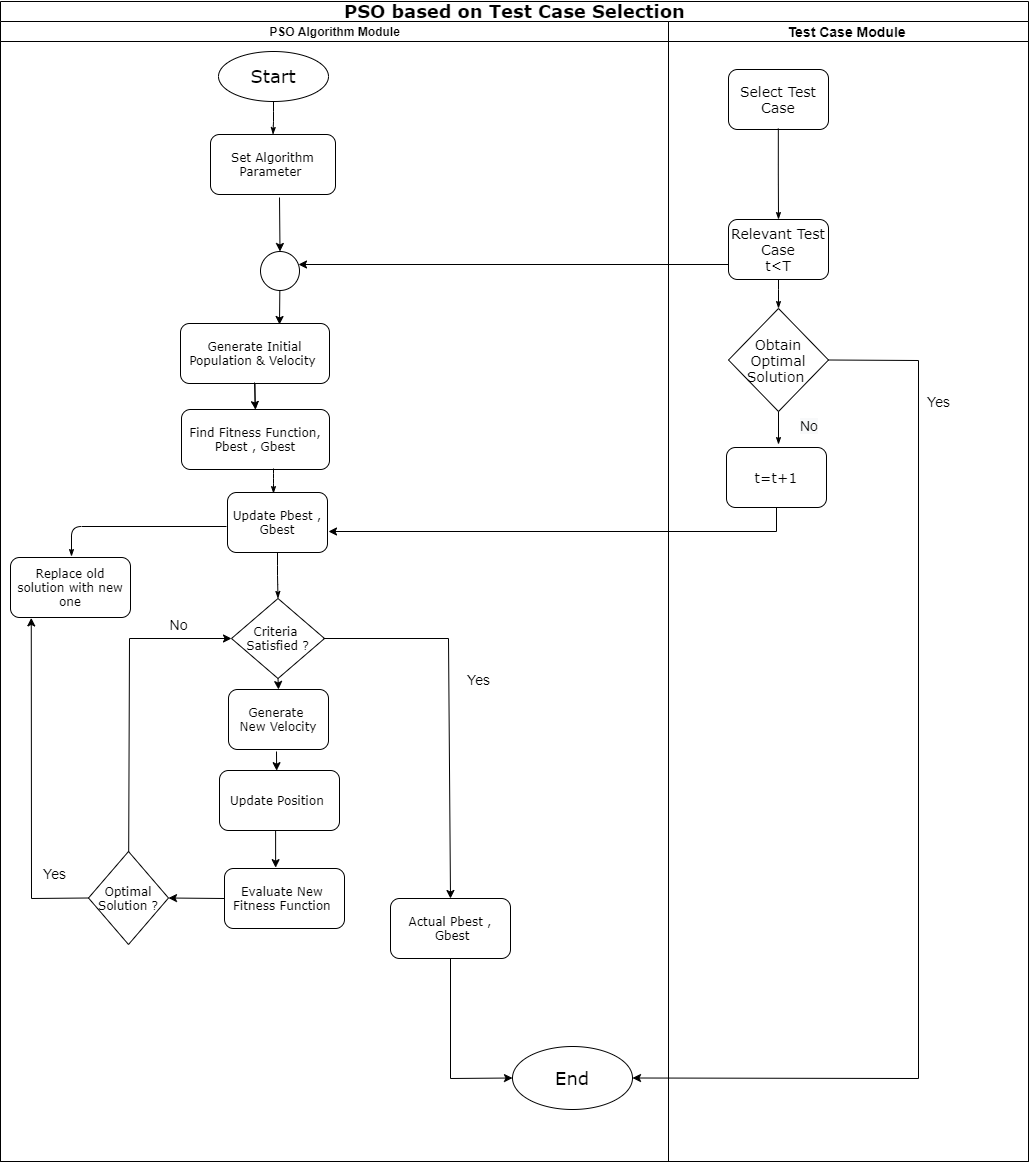 PSO based on Test Case Selection
PSO Algorithm Module
Test Case Module
Start
Select Test
Case
Set Algorithm
Parameter
Relevant Test
Case
t<T
Generate Initial
Population & Velocity
Obtain
Optimal
Solution
Yes
No
Find Fitness Function,
Pbest , Gbest
t=t+1
Update Pbest ,
Gbest
Replace old
solution with new
one
No
Criteria
Satisfied ?
Yes
Generate
New Velocity
Update Position
Yes
Optimal
Solution ?
Evaluate New
Fitness Function
Actual Pbest ,
Gbest
End